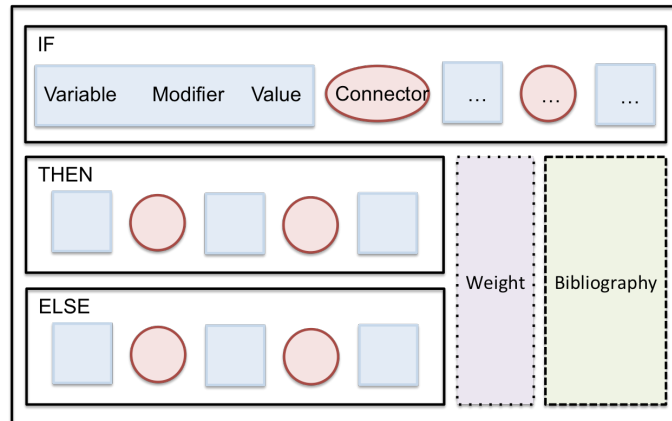 IF
Variable Modifier Value Connector … … …
THEN
Weight Bibliography
ELSE